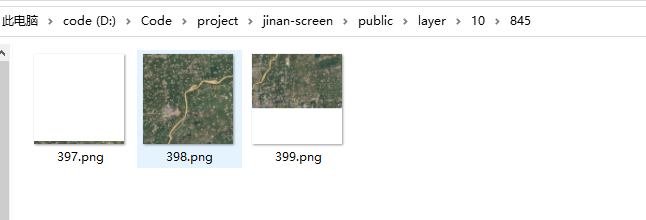 此电脑 > code (D:) > Code > project > jinan-screen > public > layer > 10 > 845
397.png
398.png
399.png